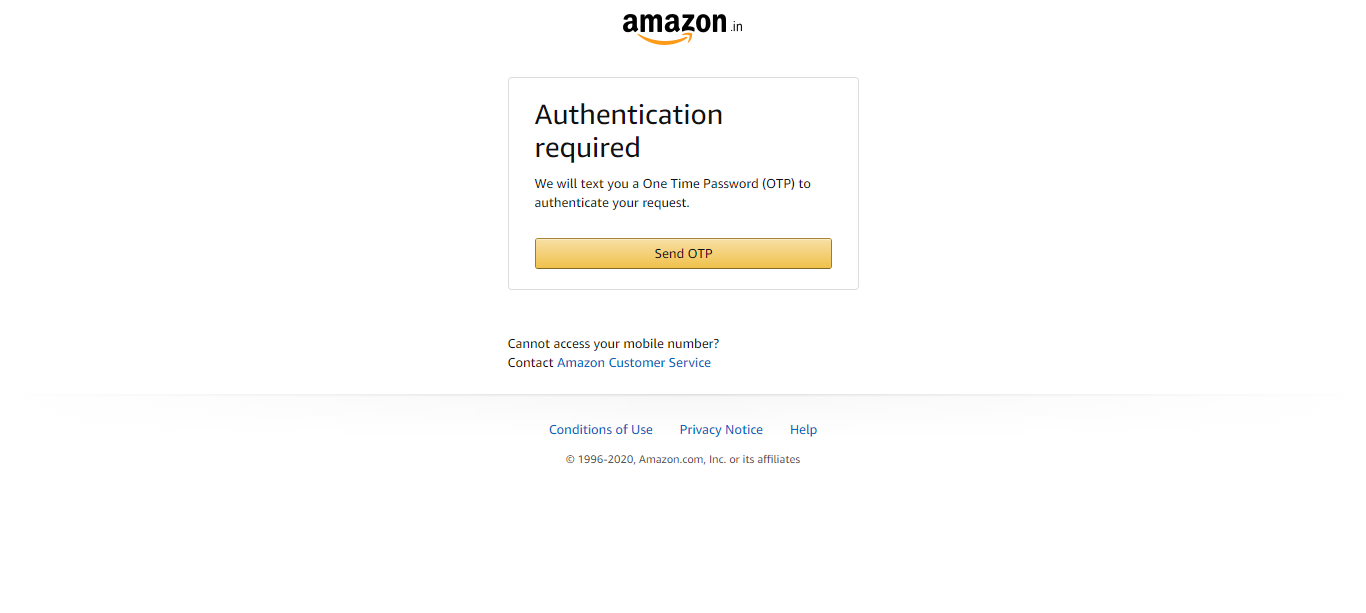 amazon.in
Authentication
required
We will text you a One Time Password (OTP) to
authenticate your request.
Send OTP
Cannot access your mobile number?
Contact Amazon Customer Service
Conditions of Use Privacy Notice Help
© 1996-2020, Amazon.com, Inc. or its affiliates